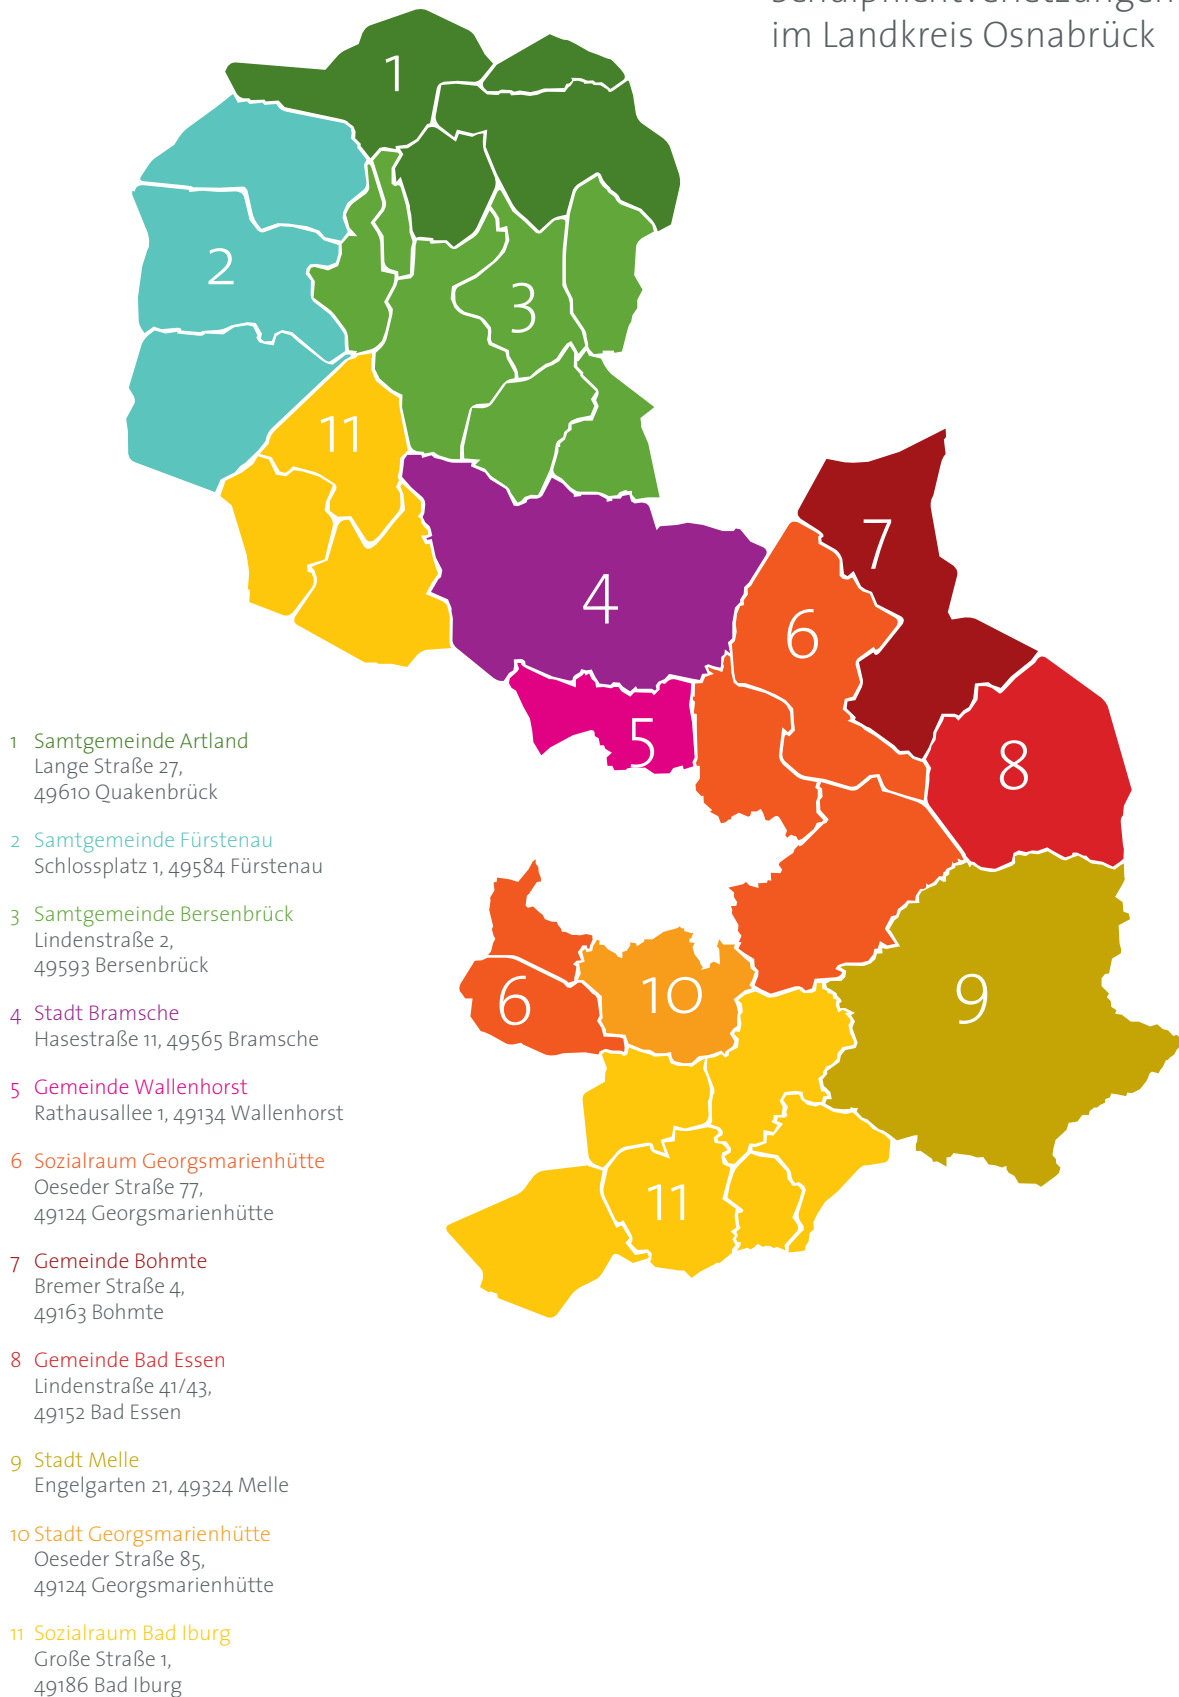 im Landkreis Osnabrück
1
2
3
11
4
7
6
5
8
6
10
9
11
1 Samtgemeinde Artland
Lange Straße 27,
49610 Quakenbrück
2 Samtgemeinde Fürstenau
Schlossplatz 1, 49584 Fürstenau
3 Samtgemeinde Bersenbrück
Lindenstraße 2,
49593 Bersenbrück
4 Stadt Bramsche
Hasestraße 11, 49565 Bramsche
5 Gemeinde Wallenhorst
Rathausallee 1, 49134 Wallenhorst
6 Sozialraum Georgsmarienhütte
Oeseder Straße 77,
49124 Georgsmarienhütte
7 Gemeinde Bohmte
Bremer Straße 4,
49163 Bohmte
8 Gemeinde Bad Essen
Lindenstraße 41/43,
49152 Bad Essen
9 Stadt Melle
Engelgarten 21, 49324 Melle
10 Stadt Georgsmarienhütte
Oeseder Straße 85,
49124 Georgsmarienhütte
11 Sozialraum Bad Iburg
Große Straße 1,
49186 Bad Iburg